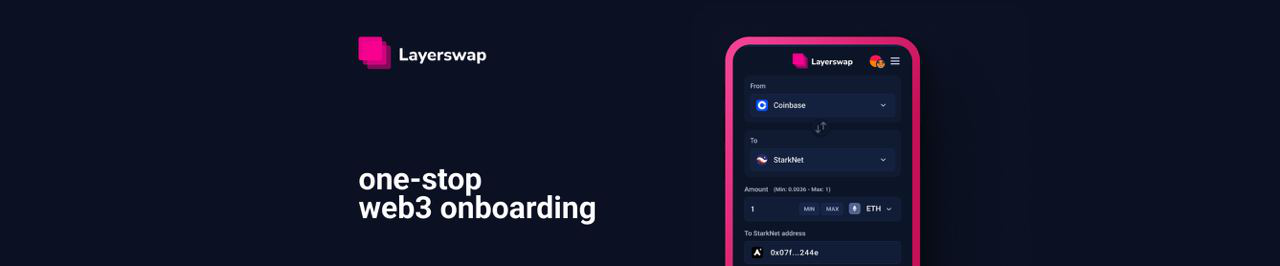 Layerswap
one-stop
web3 onboarding
Layerswap
From
Coinbase
To
StarkNet
Amount (Min: 0.0036 - Max: 1)
1 MIN MAX ETH
To StarkNet address
0x07f...244e